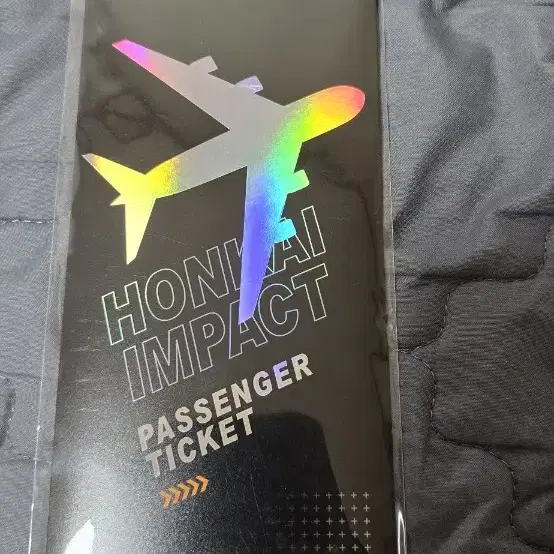 HONKAI
IMPACT
PASSENGER
TICKET